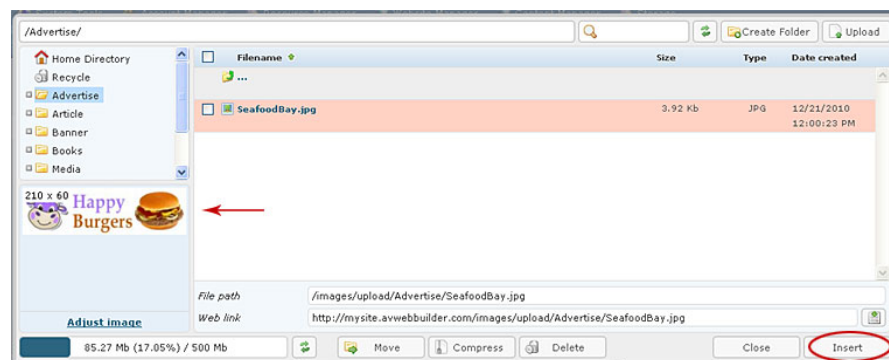 /Advertise/
Create Folder
Upload
Home Directory
Recycle
Advertise
Article
Banner
Books
Media
Filename
Size
Type
Date created
...
SeafoodBay.jpg
3.92 Kb
JPG
12/21/2010
12:00:23 PM
210 x 60
Happy
Burgers
Adjust image
File path
/images/upload/Advertise/SeafoodBay.jpg
Web link
http://mysite.avwebbuilder.com/images/upload/Advertise/SeafoodBay.jpg
85.27 Mb (17.05%) / 500 Mb
Move
Compress
Delete
Close
Insert